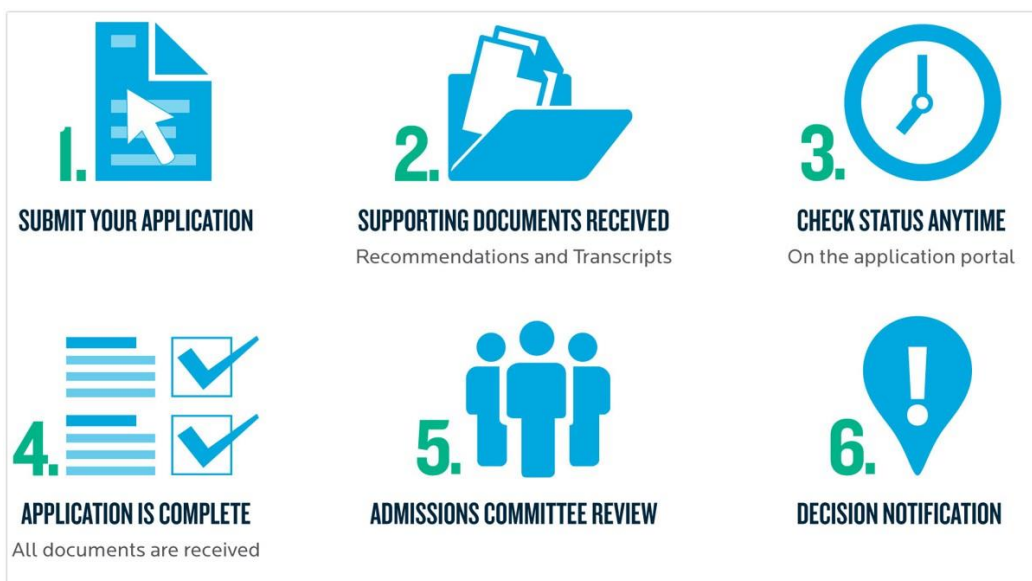 1.
SUBMIT YOUR APPLICATION
2.
SUPPORTING DOCUMENTS RECEIVED
Recommendations and Transcripts
3.
CHECK STATUS ANYTIME
On the application portal
4.
APPLICATION IS COMPLETE
All documents are received
5.
ADMISSIONS COMMITTEE REVIEW
6.
DECISION NOTIFICATION